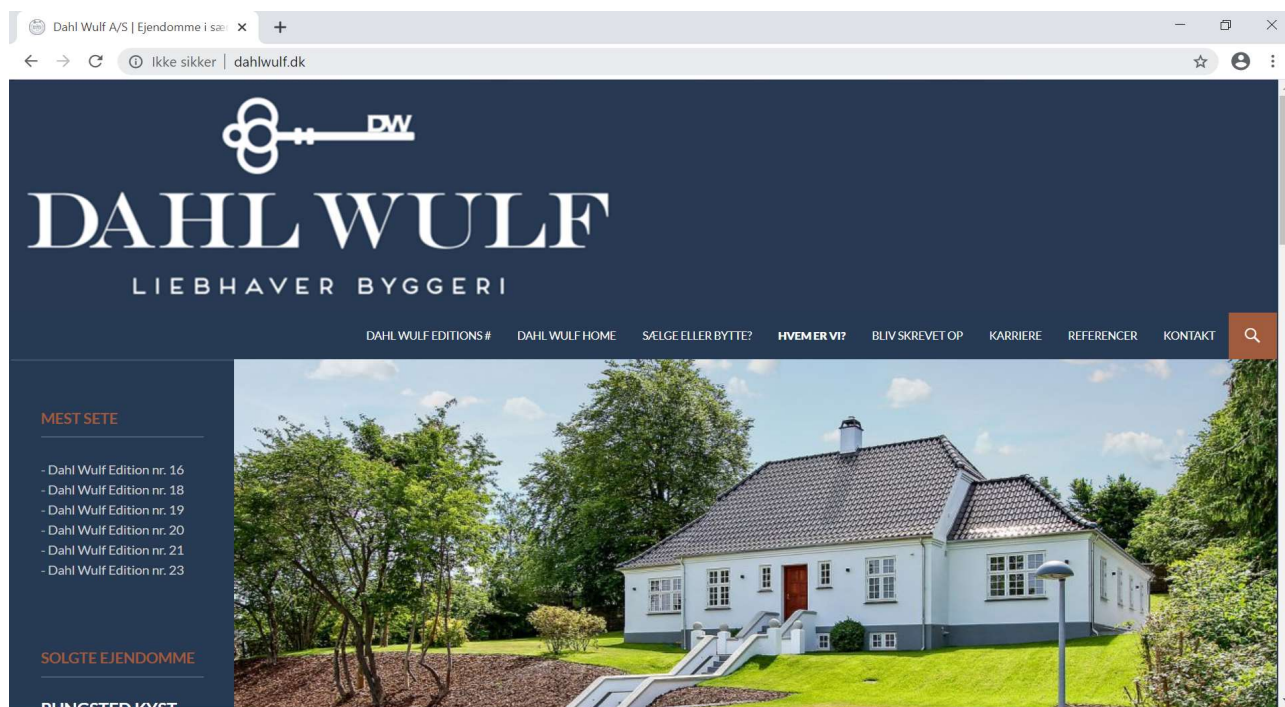 Dahl Wulf A/S | Ejendomme i sæ
Ikke sikker | dahlwulf.dk
DW
DAHL WULF
LIEBHAVER BYGGERI
DAHL WULF EDITIONS # DAHL WULF HOME SÆLGE ELLER BYTTE? HVEM ER VI? BLIV SKREVET OP KARRIERE REFERENCER KONTAKT
MEST SETE
- Dahl Wulf Edition nr. 16
- Dahl Wulf Edition nr. 18
- Dahl Wulf Edition nr. 19
- Dahl Wulf Edition nr. 20
- Dahl Wulf Edition nr. 21
- Dahl Wulf Edition nr. 23
SOLGTE EJENDOMME
RUNGSTED KYST